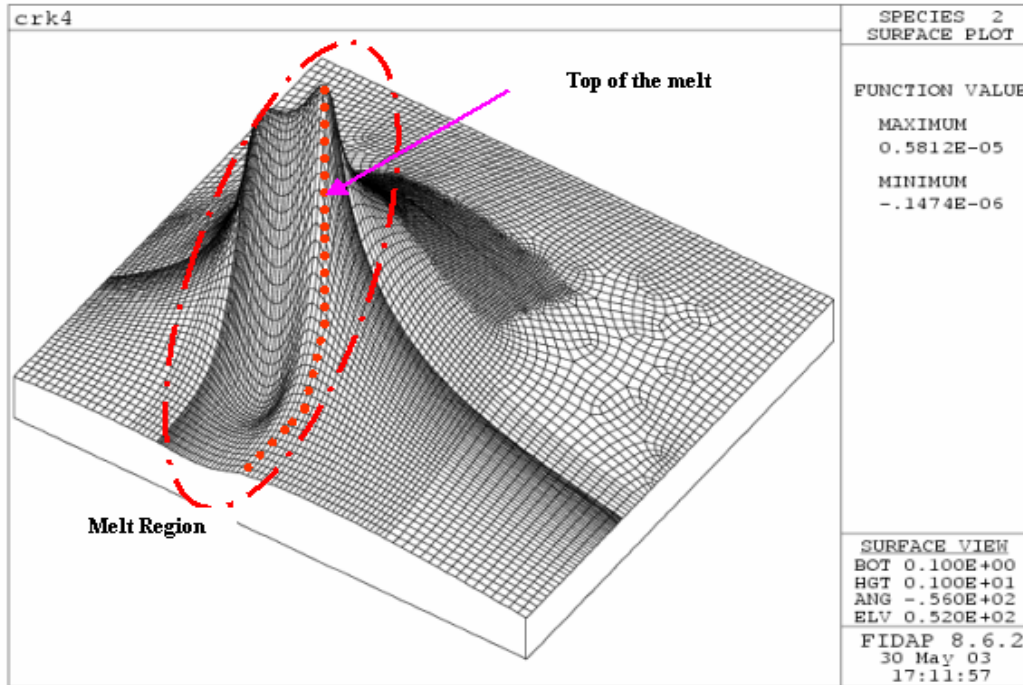 crk4
SPECIES 2
SURFACE PLOT
Top of the melt
FUNCTION VALUE
MAXIMUM
0.5812E-05
MINIMUM
-.1474E-06
Melt Region
SURFACE VIEW
BOT 0.100E+00
HGT 0.100E+01
ANG -.560E+02
ELV 0.520E+02
FIDAP 8.6.2
30 May 03
17:11:57